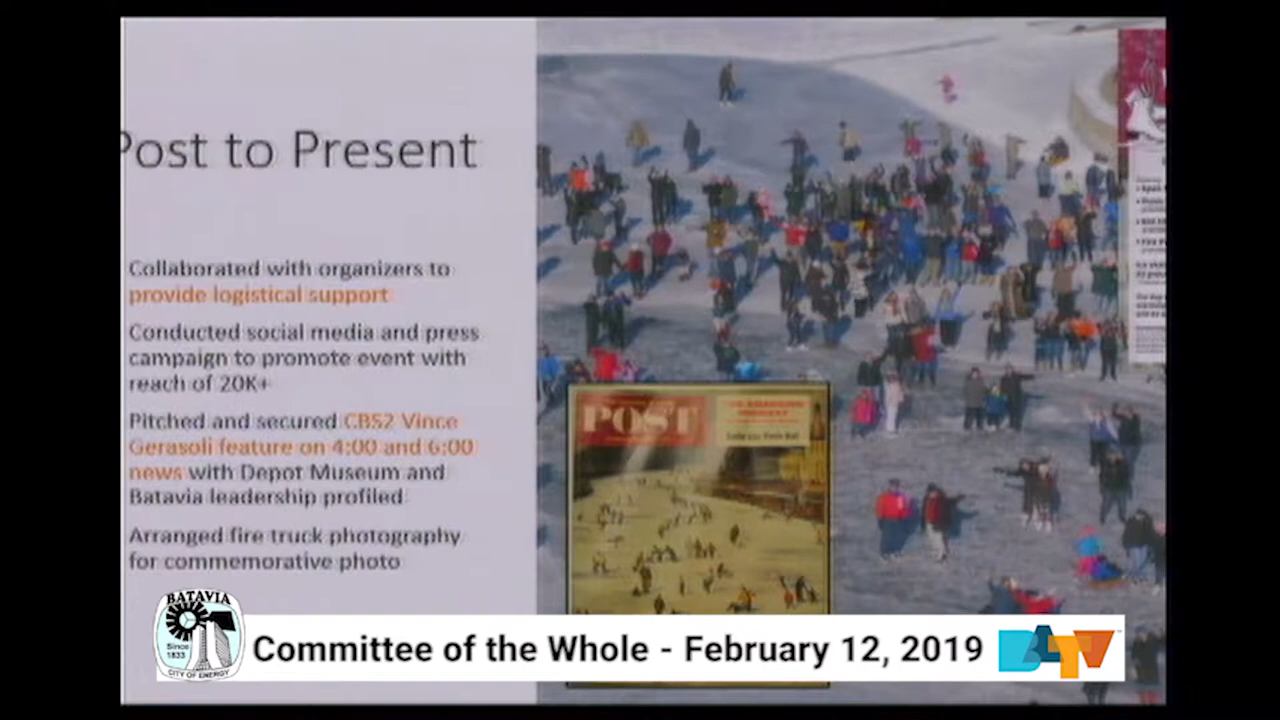 Post to Present
Collaborated with organizers to
provide logistical support
Conducted social media and press
campaign to promote event with
reach of 20K+
Pitched and secured CBS2 Vince
Gerasoli feature on 4:00 and 6:00
news with Depot Museum and
Batavia leadership profiled
Arranged fire truck photography
for commemorative photo
POST
BATAVIA
Since
1833
CITY OF ENERGY
Committee of the Whole - February 12, 2019
BATV